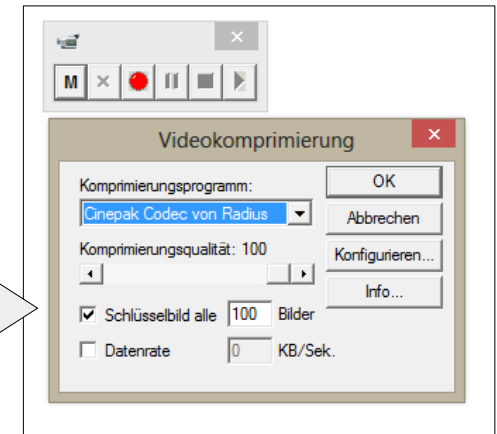 M
Videokomprimierung
Komprimierungsprogramm:
Cinepak Codec von Radius
Komprimierungsqualität: 100
Schlüsselbild alle 100 Bilder
Datenrate 0 KB/Sek.
OK
Abbrechen
Konfigurieren...
Info...